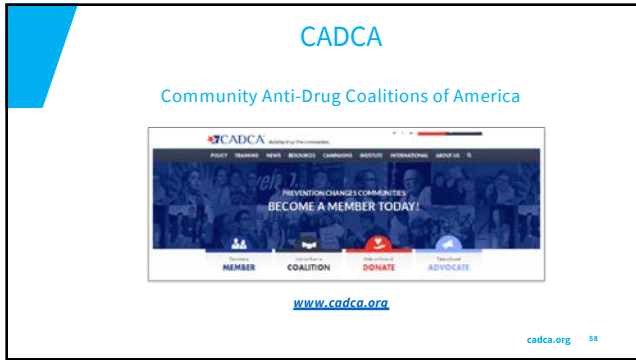 CADCA
Community Anti-Drug Coalitions of America
CADCA
POLICY TRAINING NEWS RESOURCES CAMPAIGNS INSTITUTE INTERNATIONAL ABOUT US
PREVENTION CHANGES COMMUNITIES
BECOME A MEMBER TODAY!
MEMBER COALITION DONATE ADVOCATE
www.cadca.org
cadca.org 58